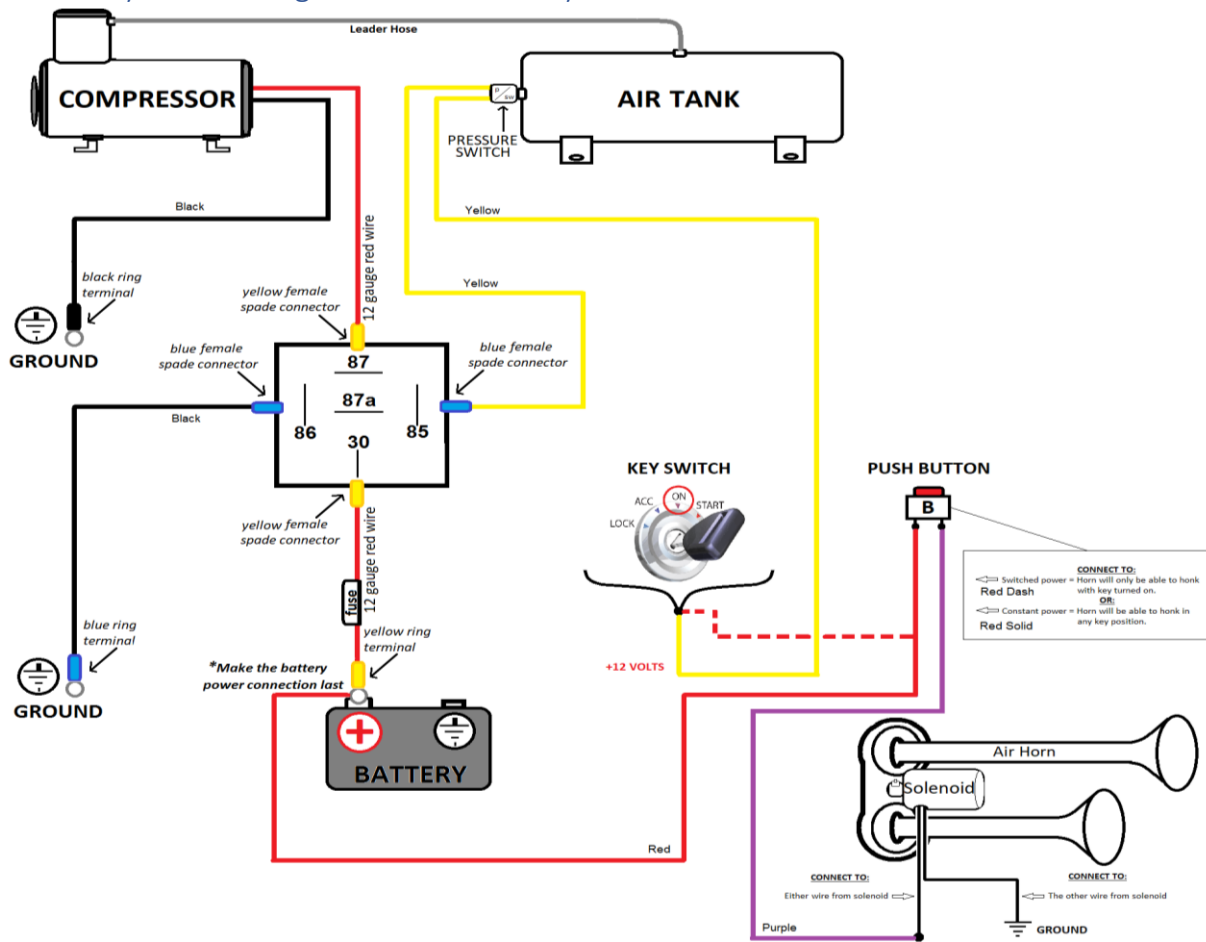 Leader Hose
COMPRESSOR
AIR TANK
P/SW
PRESSURE
SWITCH
Black
Yellow
12 gauge red wire
black ring
terminal
Yellow
yellow female
spade connector
GROUND
blue female
spade connector
blue female
spade connector
87
87a
86
85
30
Black
KEY SWITCH
LOCK
ACC
ON
START
PUSH BUTTON
B
yellow female
spade connector
12 gauge red wire
fuse
CONNECT TO:
Switched power = Horn will only be able to honk
Red Dash
with key turned on.
OR:
Constant power = Horn will be able to honk in
Red Solid
any key position.
blue ring
terminal
yellow ring
terminal
+12 VOLTS
*Make the battery
power connection last
GROUND
+
BATTERY
Air Horn
Solenoid
Red
CONNECT TO:
Either wire from solenoid
CONNECT TO:
The other wire from solenoid
Purple
GROUND